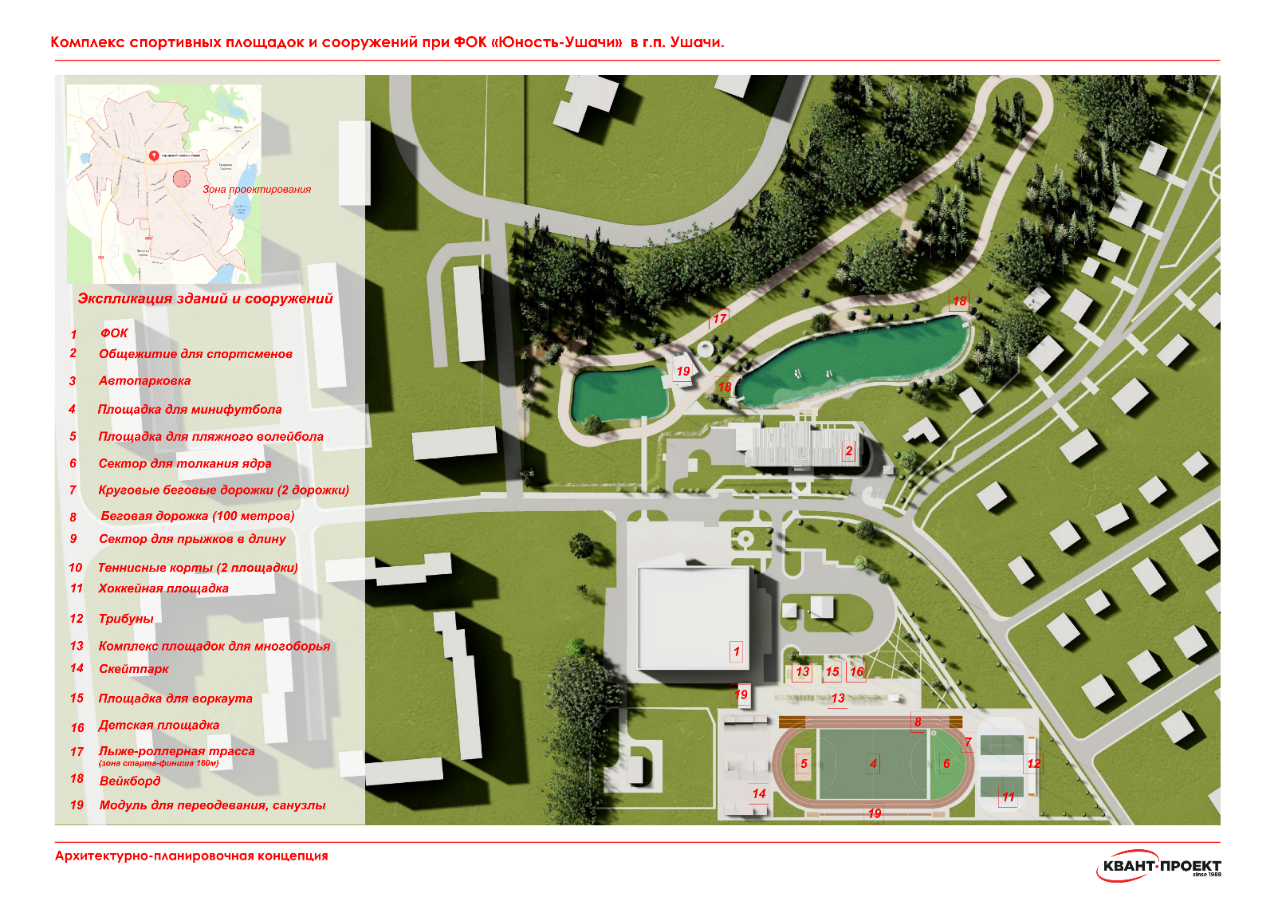 Комплекс спортивных площадок и сооружений при ФОК «Юность-Ушачи» в г.п. Ушачи.
Зона проектирования
Экспликация зданий и сооружений
1 ФОК
2 Общежитие для спортсменов
3 Автопарковка
4 Площадка для минифутбола
5 Площадка для пляжного волейбола
6 Сектор для толкания ядра
7 Круговые беговые дорожки (2 дорожки)
8 Беговая дорожка (100 метров)
9 Сектор для прыжков в длину
10 Теннисные корты (2 площадки)
11 Хоккейная площадка
12 Трибуны
13 Комплекс площадок для многоборья
14 Скейтпарк
15 Площадка для воркаута
16 Детская площадка
17 Лыже-роллерная трасса
(зона старта-финиша 160м)
18 Вейкборд
19 Модуль для переодевания, санузлы
18
17
19
18
2
1
13 15 16
19
13
8
7
5 4 6 12
14 11
19
Архитектурно-планировочная концепция
КВАНТ-ПРОЕКТ
since 1988